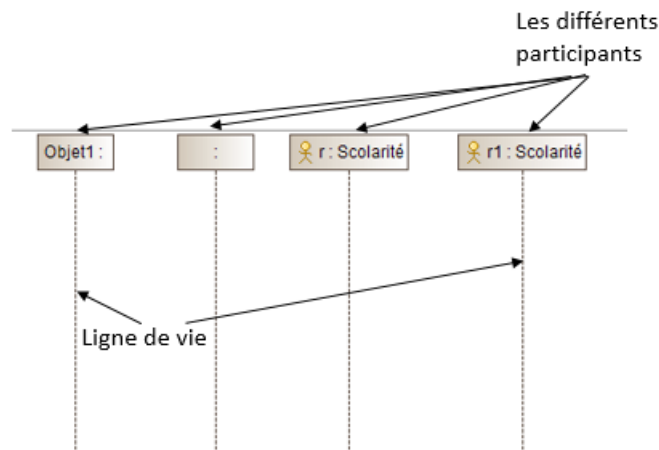 Les différents
participants
Objet1 :
:
r : Scolarité
r1 : Scolarité
Ligne de vie